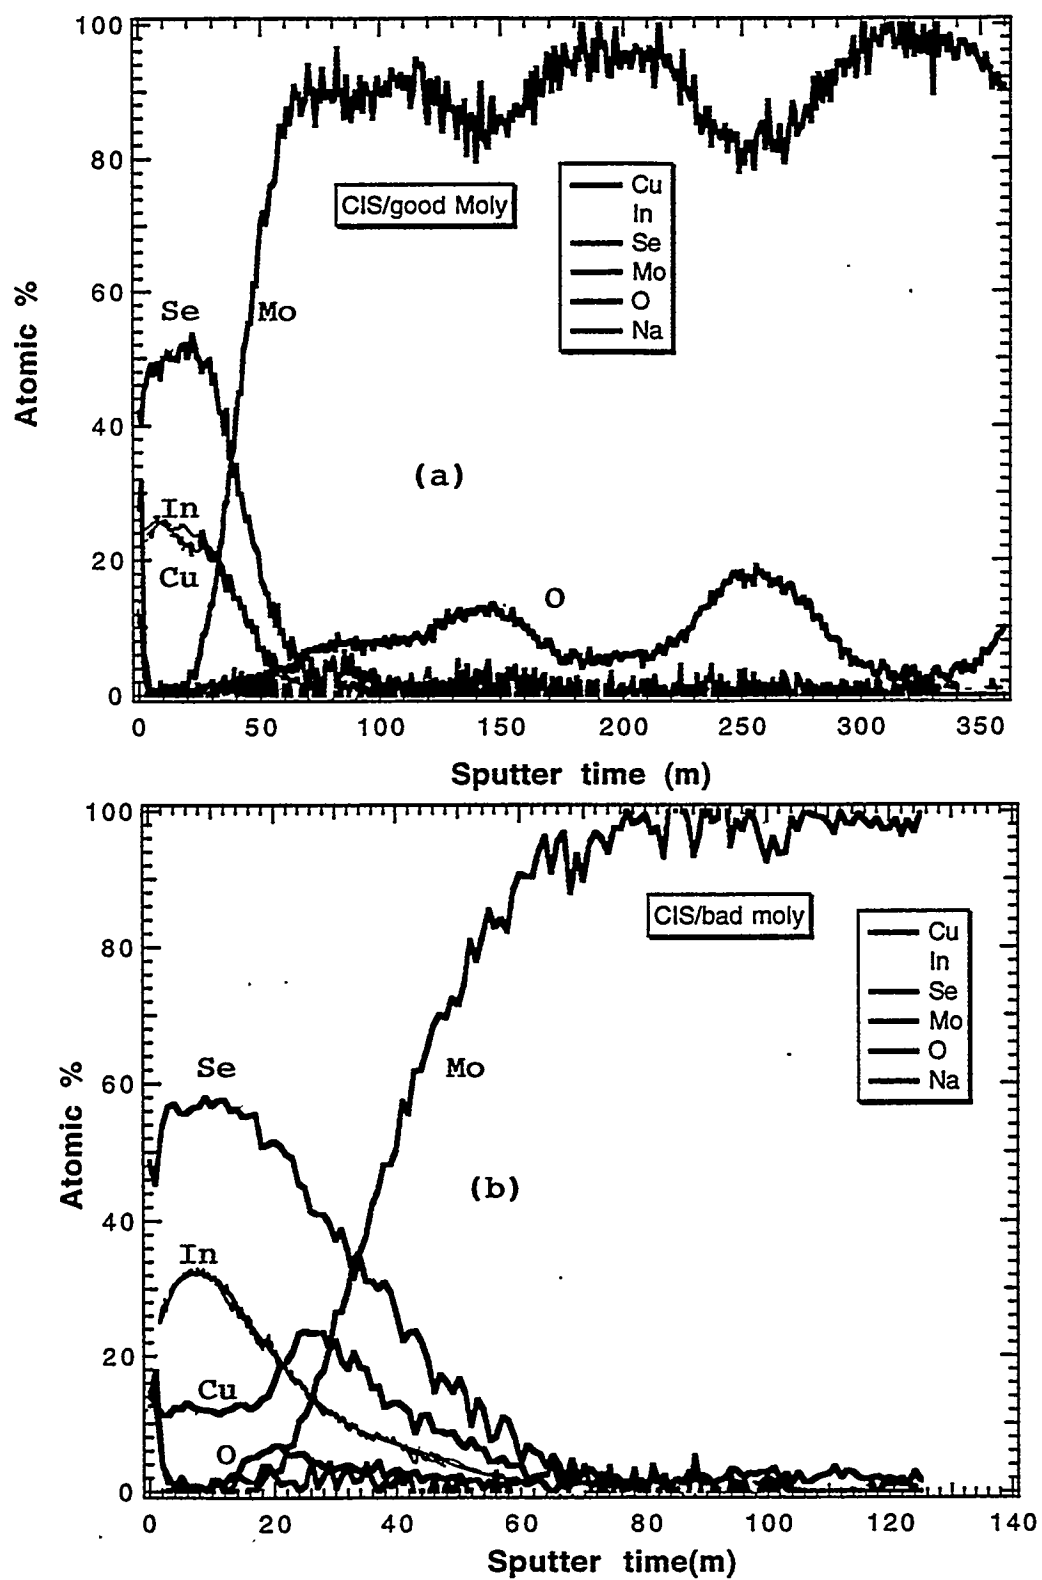 100
80
60
40
20
0
Atomic %
CIS/good Moly
Cu
In
Se
Mo
O
Na
Se
Mo
(a)
In
Cu
O
0 50 100 150 200 250 300 350
Sputter time (m)
100
80
60
40
20
0
Atomic %
CIS/bad moly
Cu
In
Se
Mo
O
Na
Se
Mo
(b)
In
Cu
O
0 20 40 60 80 100 120 140
Sputter time(m)